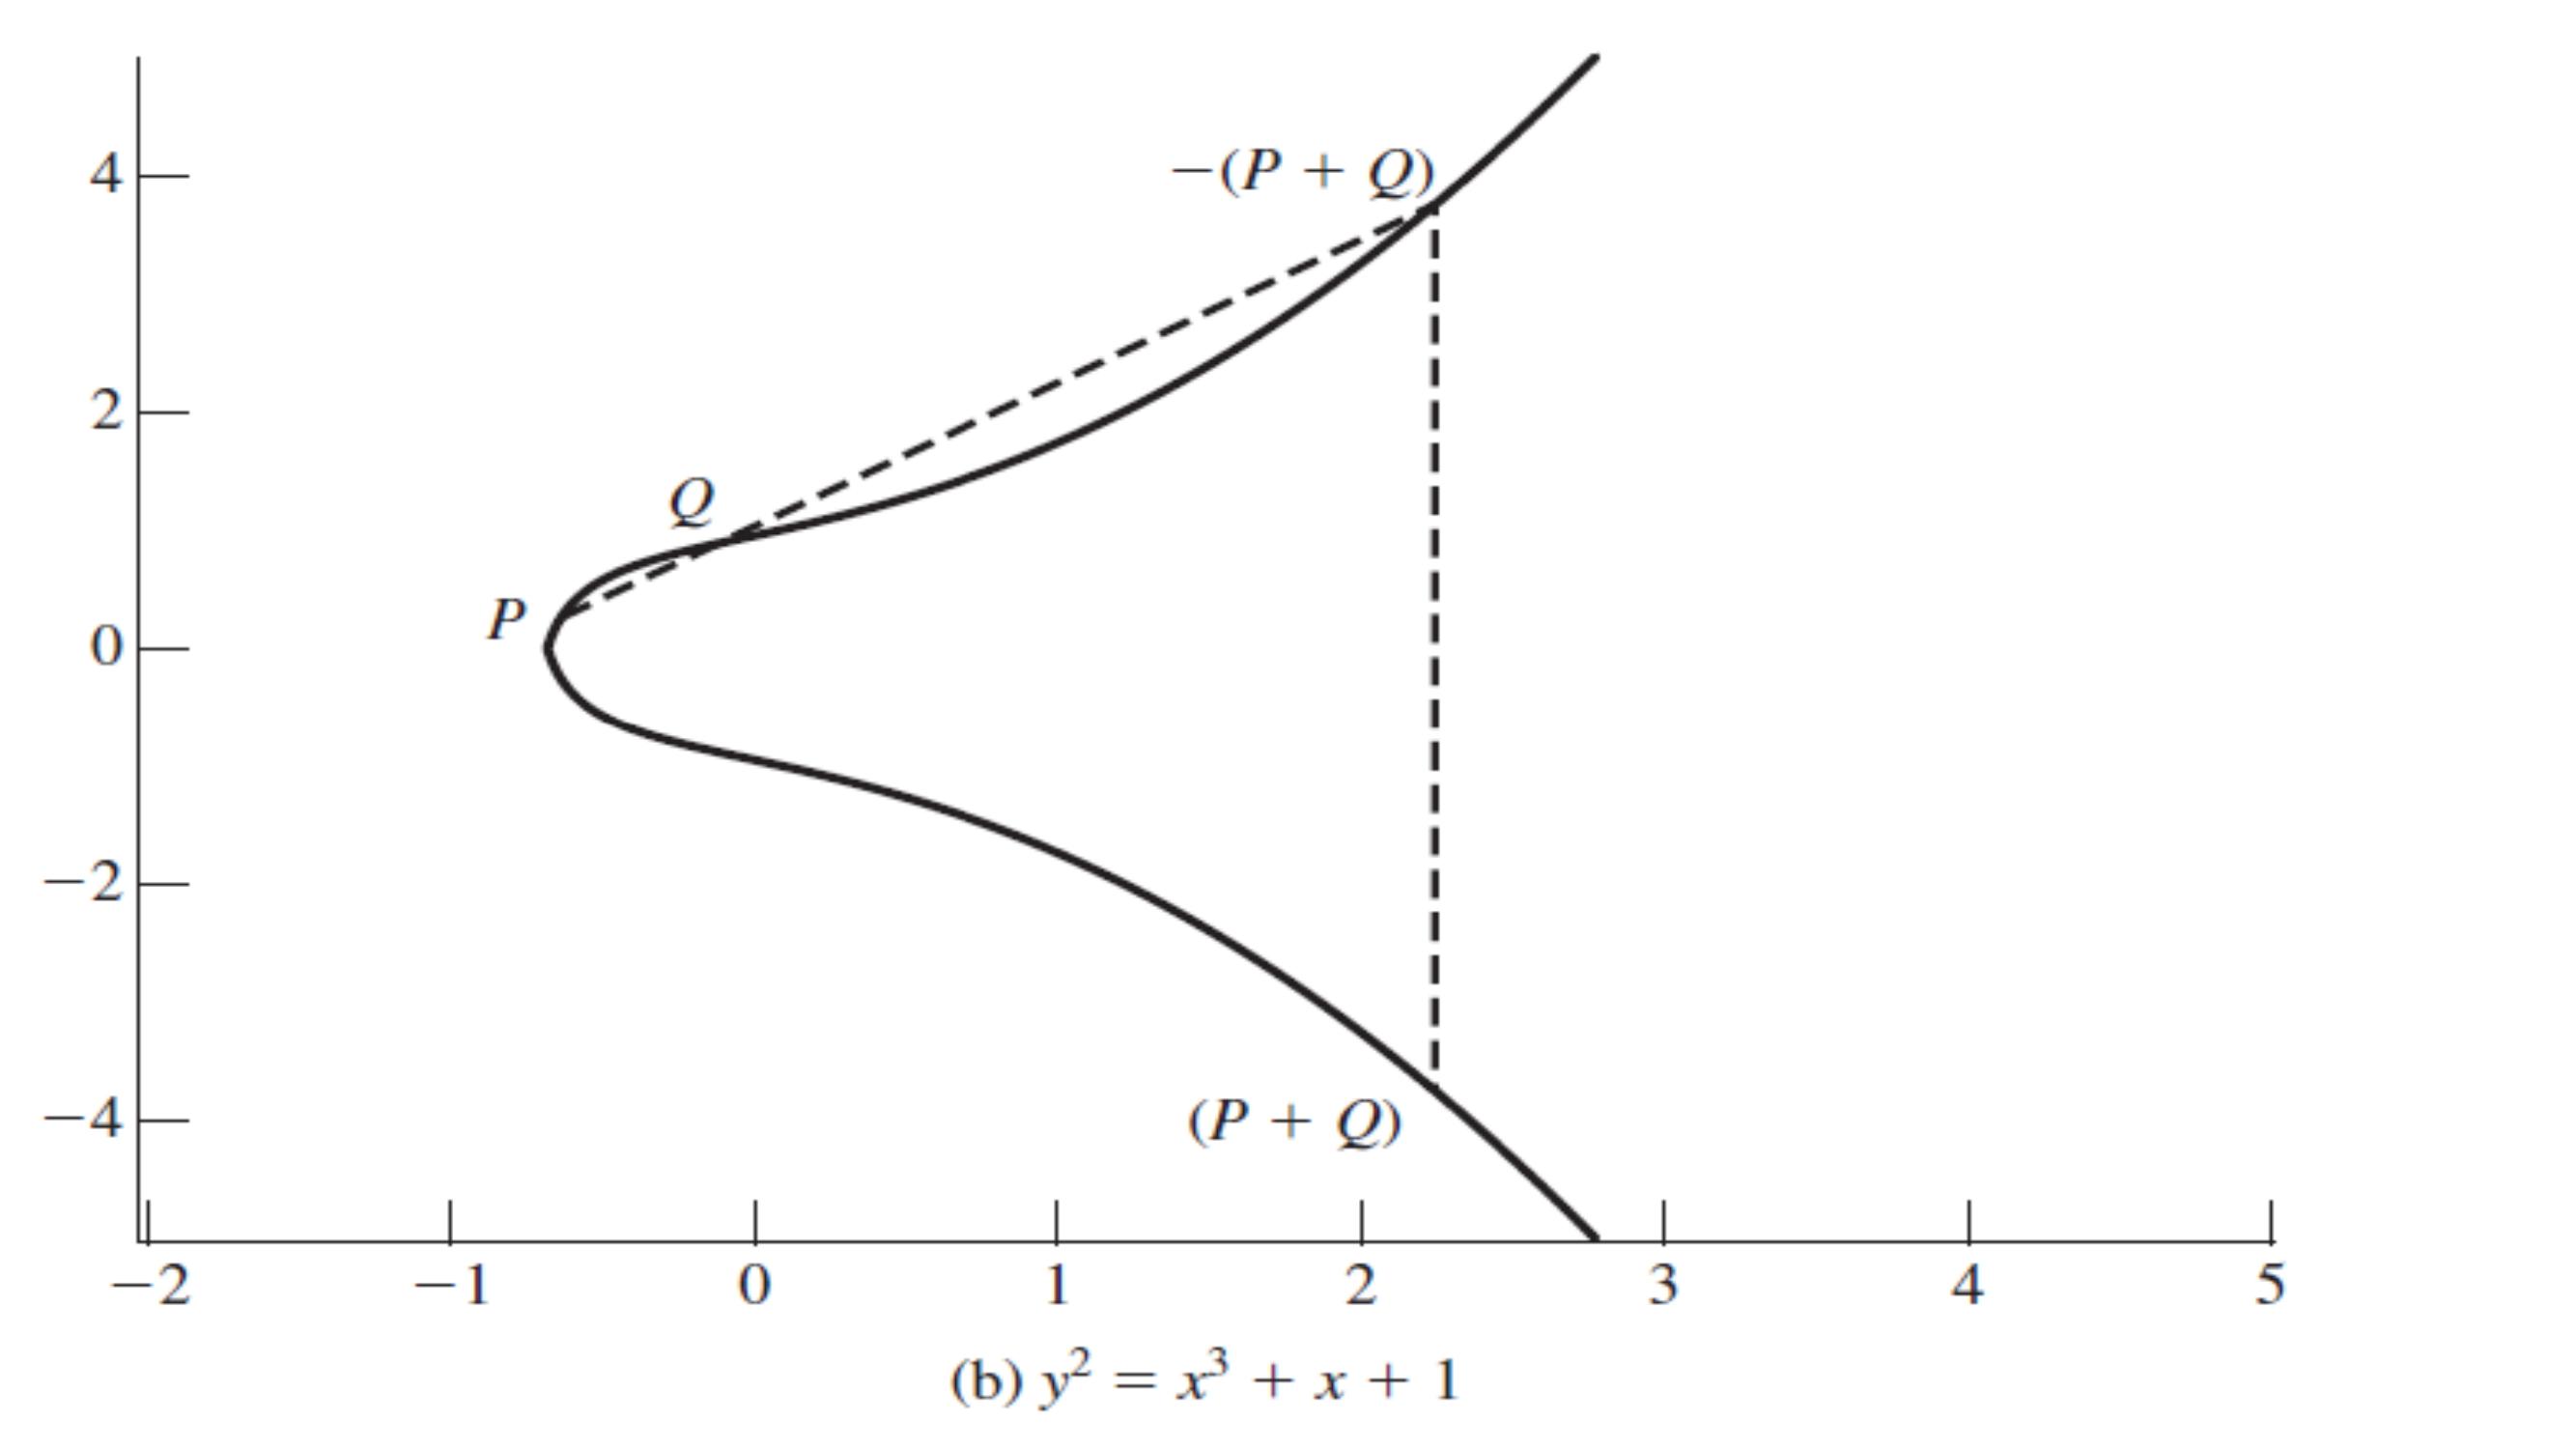 4
−(P + Q)
2
Q
P
0
−2
−4
(P + Q)
−2 −1 0 1 2 3 4 5
(b) y² = x³ + x + 1